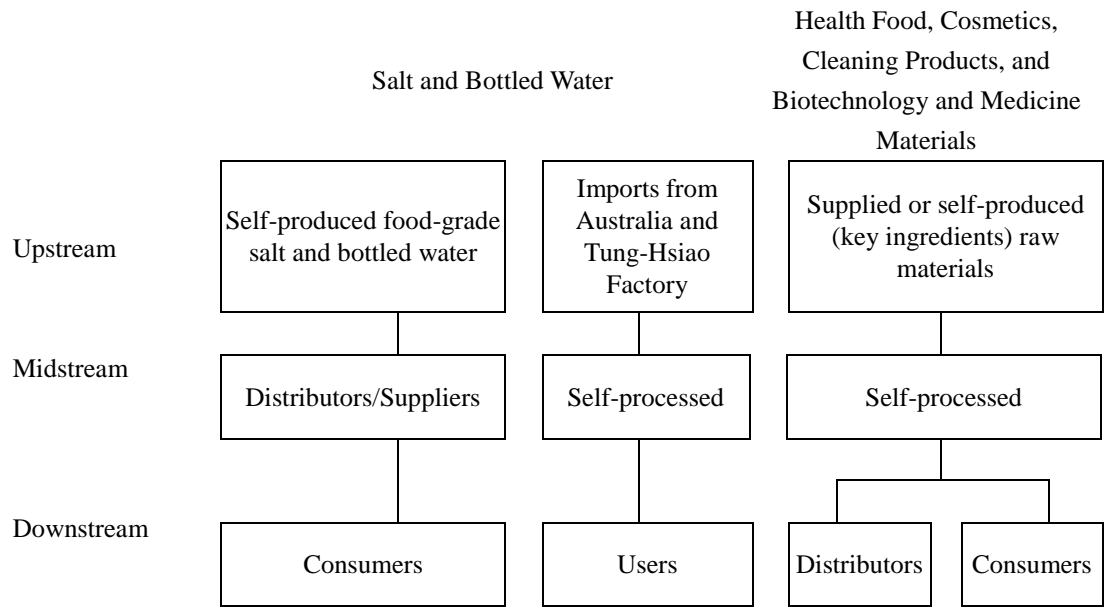 Salt and Bottled Water
Health Food, Cosmetics,
Cleaning Products, and
Biotechnology and Medicine
Materials
Upstream
Self-produced food-grade
salt and bottled water
Imports from
Australia and
Tung-Hsiao
Factory
Supplied or self-produced
(key ingredients) raw
materials
Midstream
Distributors/Suppliers
Self-processed
Self-processed
Downstream
Consumers
Users
Distributors
Consumers